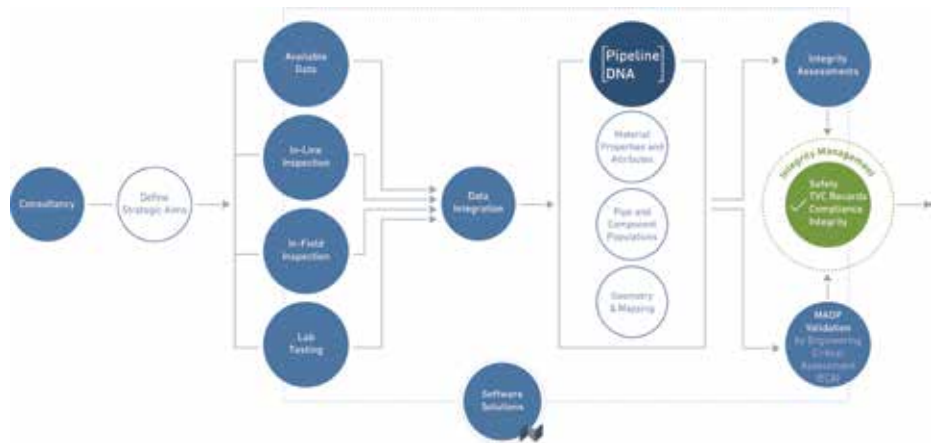 Consultancy
Define
Strategic Aims
Available
Data
In-Line
Inspection
In-Field
Inspection
Lab
Testing
Data
Integration
Pipeline
DNA
Material
Properties and
Attributes
Pipe and
Component
Populations
Geometry
& Mapping
Integrity
Assessments
Integrity Management
Safety
TVC Records
Compliance
Integrity
MAOP
Validation
by Engineering
Critical
Assessment
(ECA)
Software
Solutions